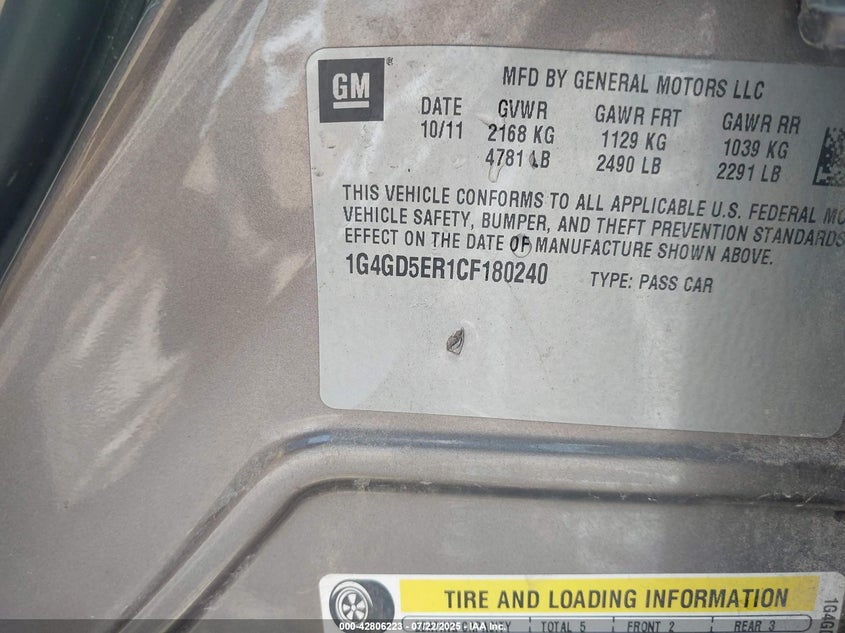 GM ®
MFD BY GENERAL MOTORS LLC
DATE GVWR GAWR FRT GAWR RR
10/11 2168 KG 1129 KG 1039 KG
4781 LB 2490 LB 2291 LB
THIS VEHICLE CONFORMS TO ALL APPLICABLE U.S. FEDERAL MO
VEHICLE SAFETY, BUMPER, AND THEFT PREVENTION STANDARDS
EFFECT ON THE DATE OF MANUFACTURE SHOWN ABOVE.
1G4GD5ER1CF180240 TYPE: PASS CAR
TIRE AND LOADING INFORMATION
TOTAL 5 FRONT 2 REAR 3
1G4G
000-42806223 - 07/22/2025 - IAA Inc.